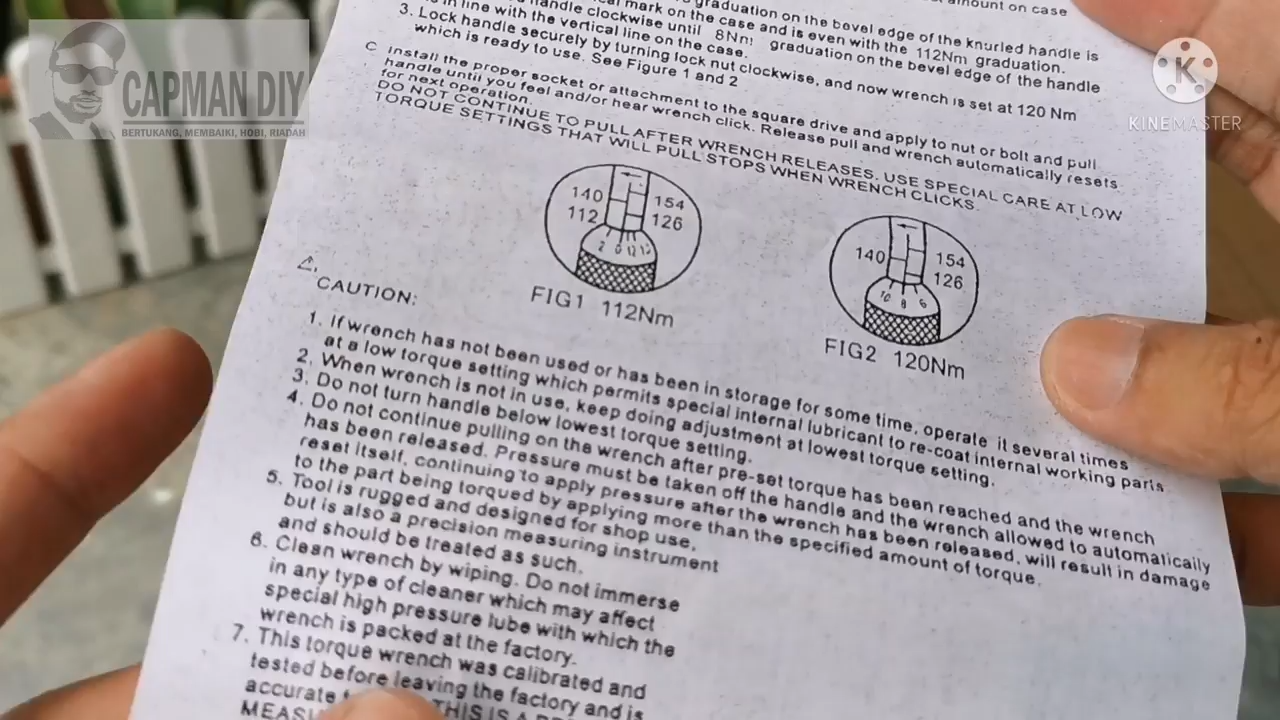 amount on case
graduation on the bevel edge of the knurled handle is
mark on the case and is even with the 112Nm graduation.
3. Lock handle clockwise until 8Nm graduation on the bevel edge of the handle
in line with the vertical line on the case.
Lock handle securely by turning lock nut clockwise, and now wrench is set at 120 Nm
which is ready to use. See Figure 1 and 2
C Install the proper socket or attachment to the square drive and apply to nut or bolt and pull
handle until you feel and/or hear wrench click. Release pull and wrench automatically resets
for next operation.
DO NOT CONTINUE TO PULL AFTER WRENCH RELEASES. USE SPECIAL CARE AT LOW
TORQUE SETTINGS THAT WILL PULL STOPS WHEN WRENCH CLICKS.
140 154
112 126
2 0 12
FIG1 112Nm
140 154
126
10 8 6
FIG2 120Nm
CAUTION:
1. If wrench has not been used or has been in storage for some time, operate it several times
at a low torque setting which permits special internal lubricant to re-coat internal working parts
2. When wrench is not in use, keep doing adjustment at lowest torque setting.
3. Do not turn handle below lowest torque setting.
4. Do not continue pulling on the wrench after pre-set torque has been reached and the wrench
has been released. Pressure must be taken off the handle and the wrench allowed to automatically
reset itself, continuing to apply pressure after the wrench has been released, will result in damage
to the part being torqued by applying more than the specified amount of torque.
5. Tool is rugged and designed for shop use,
but is also a precision measuring instrument
and should be treated as such.
6. Clean wrench by wiping. Do not immerse
in any type of cleaner which may affect
special high pressure lube with which the
wrench is packed at the factory.
7. This torque wrench was calibrated and
tested before leaving the factory and is
accurate
THIS IS A
CAPMAN DIY
BERTUKANG, MEMBAIKI, HOBI, RIADAH
K
KINEMASTER